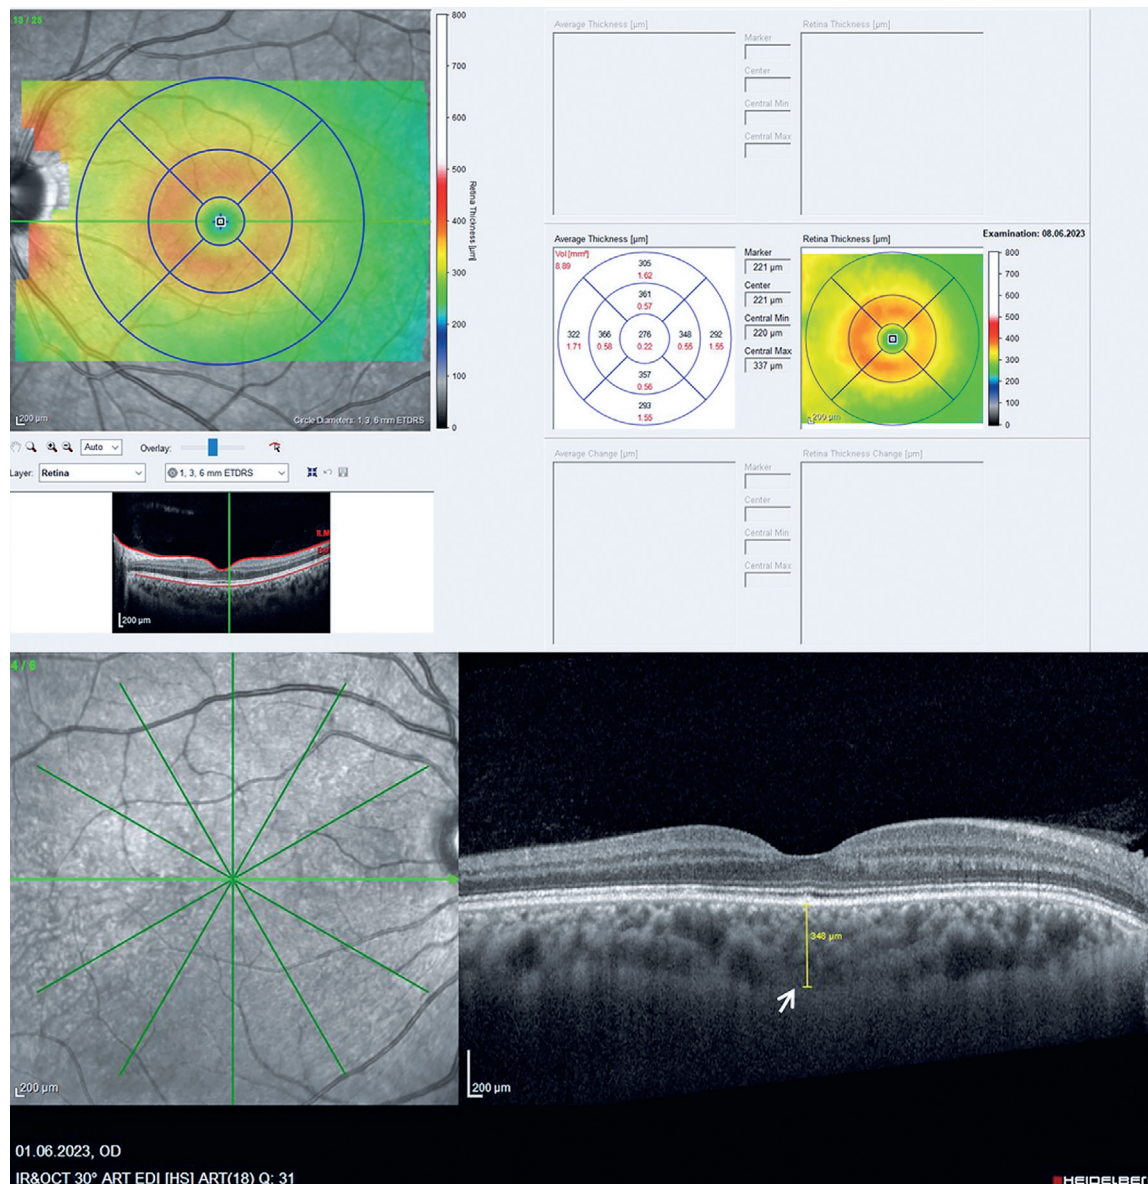 13 / 25
800
700
600
500
400
300
200
100
0
Retina Thickness [µm]
200 µm
Circle Diameters: 1, 3, 6 mm ETDRS
Auto
Overlay:
Layer: Retina
1, 3, 6 mm ETDRS
ILM
200 µm
Average Thickness [µm]
Retina Thickness [µm]
Marker
Center
Central Min
Central Max
Examination: 08.06.2023
Average Thickness [µm]
Vol [mm³]
8.89
305
1.62
361
0.57
322 366 276 348 292
1.71 0.58 0.22 0.55 1.55
357
0.56
293
1.55
Marker
221 µm
Center
221 µm
Central Min
220 µm
Central Max
337 µm
Retina Thickness [µm]
200 µm
800
700
600
500
400
300
200
100
0
Average Change [µm]
Retina Thickness Change [µm]
Marker
Center
Central Min
Central Max
4 / 6
200 µm
348 µm
200 µm
01.06.2023, OD
IR&OCT 30° ART EDI [HS] ART(18) Q: 31
HEIDELBE